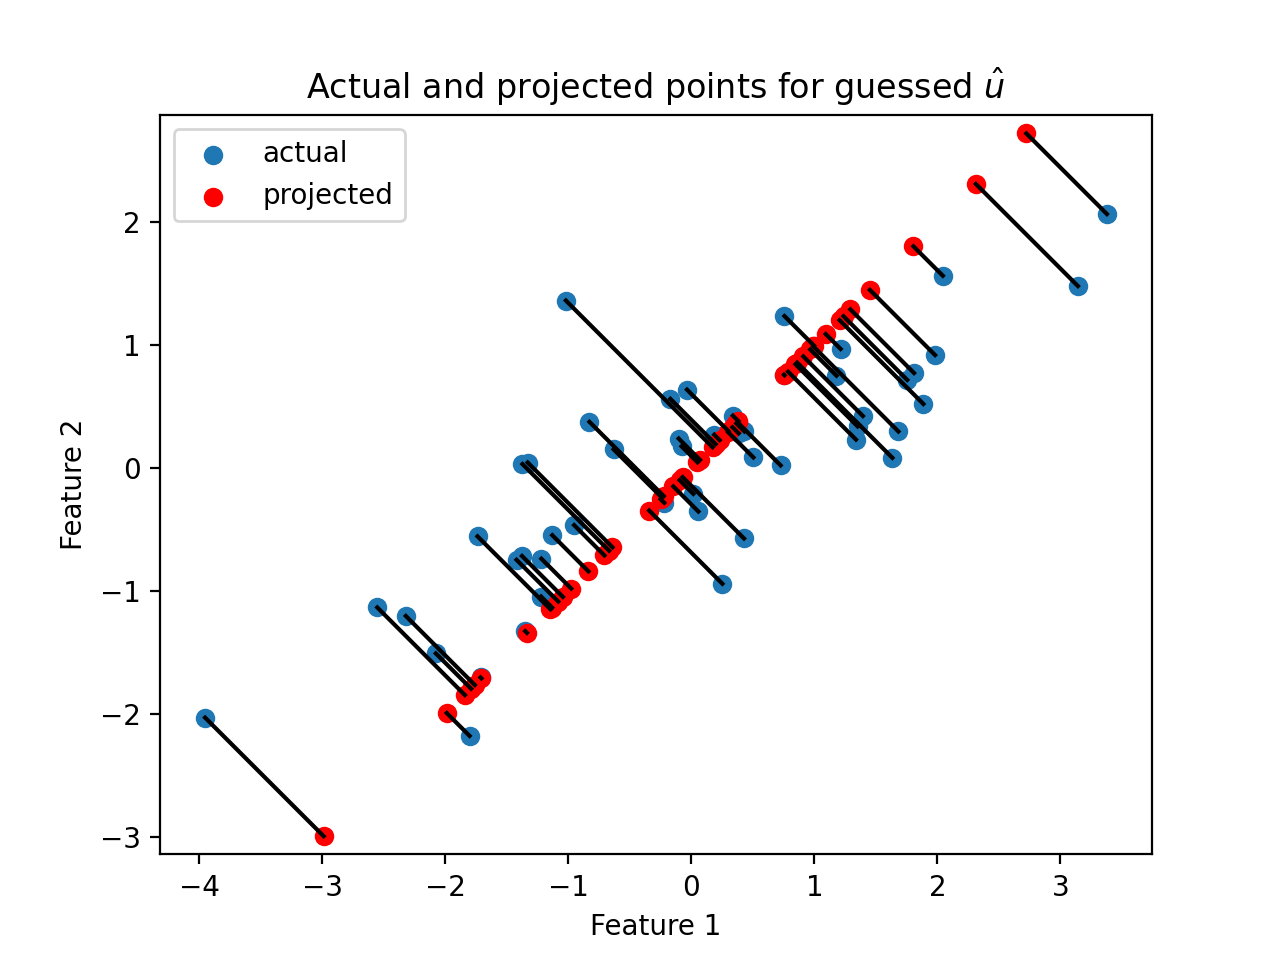 Actual and projected points for guessed û
actual
projected
2
1
0
−1
−2
−3
Feature 2
−4 −3 −2 −1 0 1 2 3
Feature 1